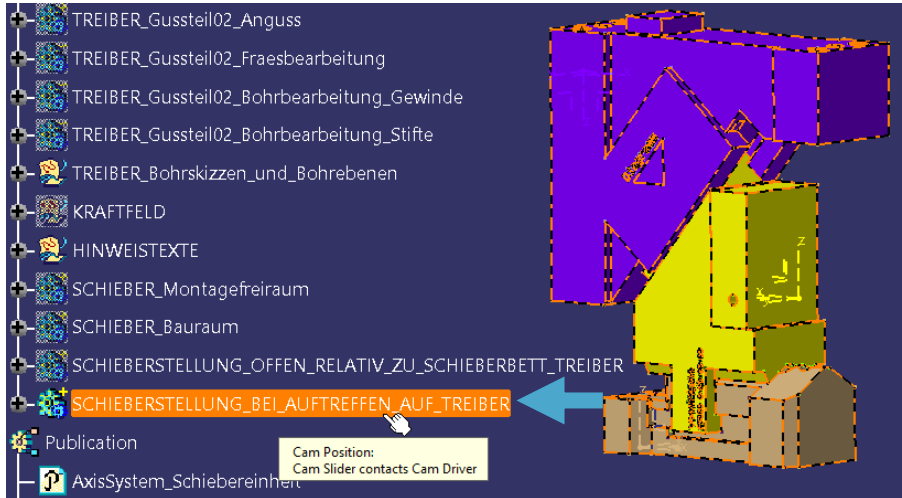 TREIBER_Gussteil02_Anguss
TREIBER_Gussteil02_Fraesbearbeitung
TREIBER_Gussteil02_Bohrbearbeitung_Gewinde
TREIBER_Gussteil02_Bohrbearbeitung_Stifte
TREIBER_Bohrskizzen_und_Bohrebenen
KRAFTFELD
HINWEISTEXTE
SCHIEBER_Montagefreiraum
SCHIEBER_Bauraum
SCHIEBERSTELLUNG_OFFEN_RELATIV_ZU_SCHIEBERBETT_TREIBER
SCHIEBERSTELLUNG_BEI_AUFTREFFEN_AUF_TREIBER
Publication
Cam Position:
Cam Slider contacts Cam Driver
AxisSystem_Schiebereinheit
Z
Z